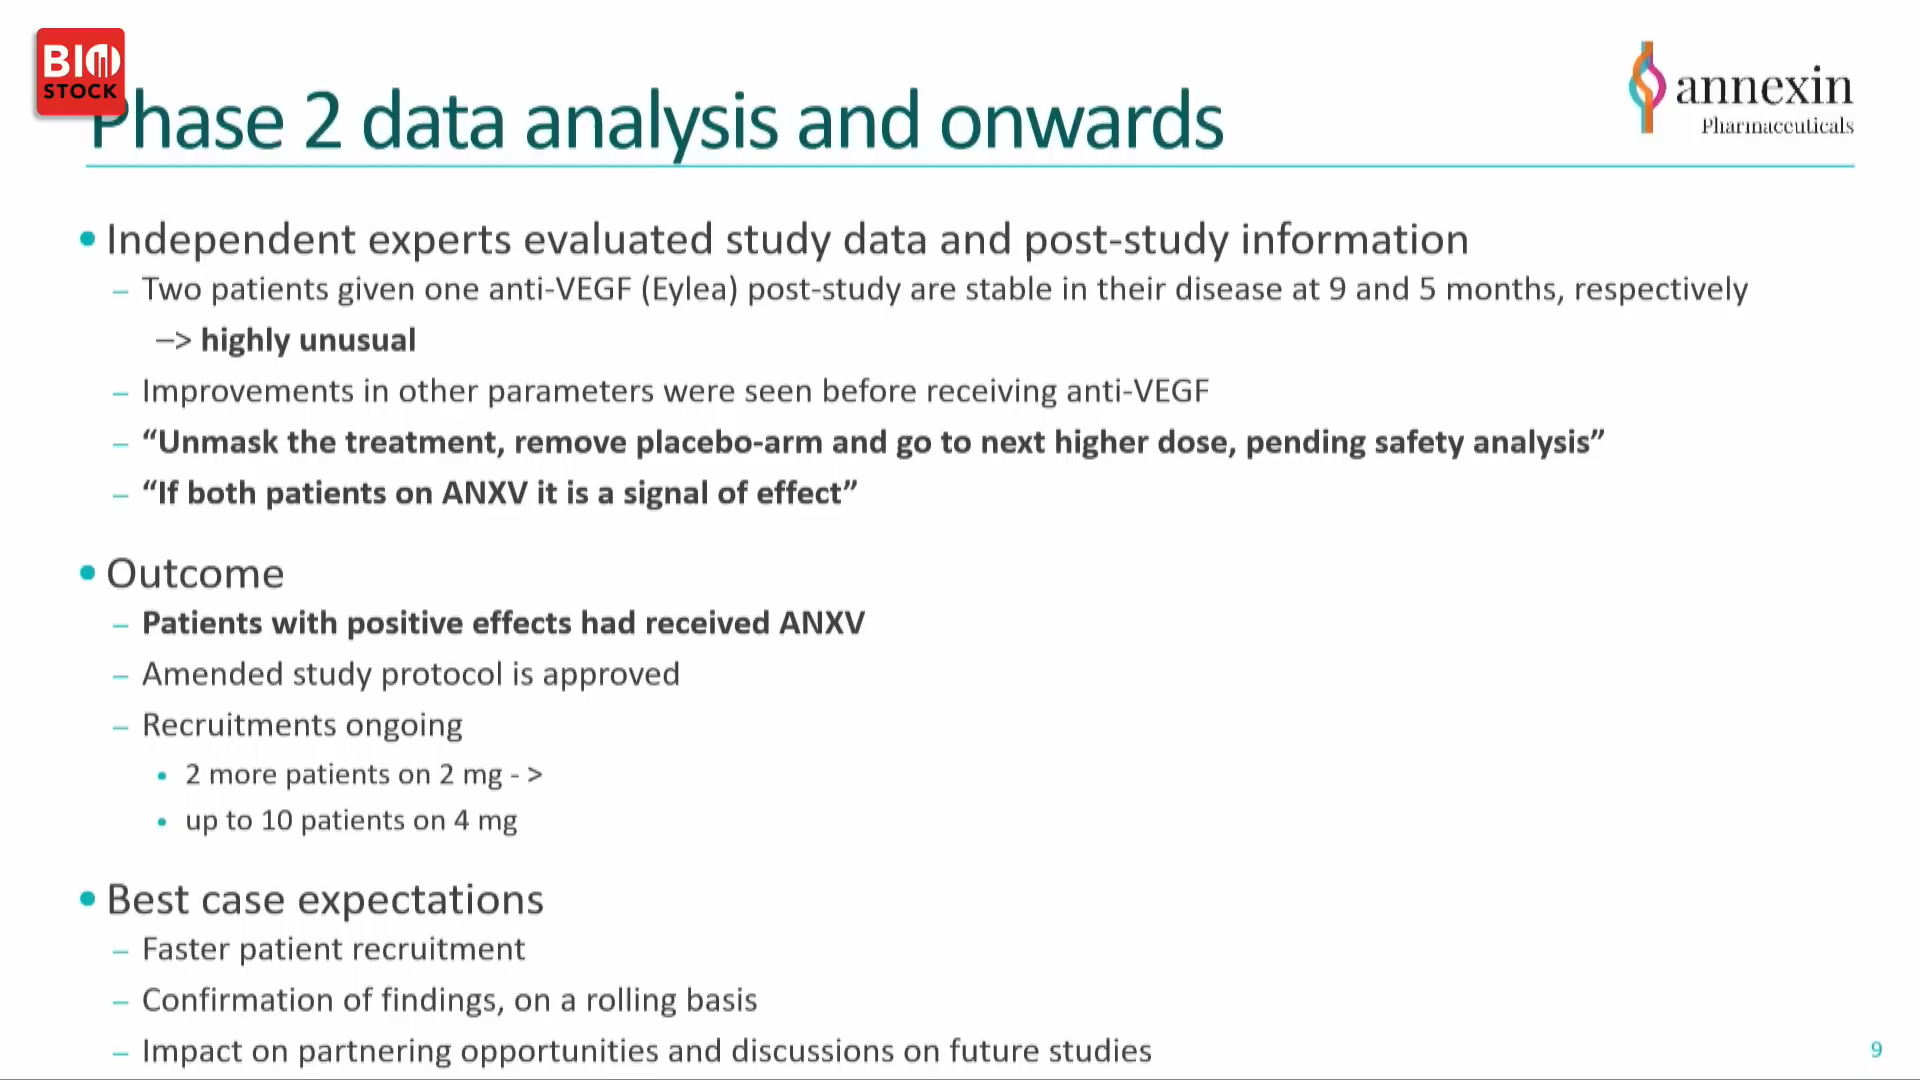 BIO
STOCK
annexin
Pharmaceuticals
Phase 2 data analysis and onwards
• Independent experts evaluated study data and post-study information
– Two patients given one anti-VEGF (Eylea) post-study are stable in their disease at 9 and 5 months, respectively
–> highly unusual
– Improvements in other parameters were seen before receiving anti-VEGF
– “Unmask the treatment, remove placebo-arm and go to next higher dose, pending safety analysis”
– “If both patients on ANXV it is a signal of effect”
• Outcome
– Patients with positive effects had received ANXV
– Amended study protocol is approved
– Recruitments ongoing
• 2 more patients on 2 mg - >
• up to 10 patients on 4 mg
• Best case expectations
– Faster patient recruitment
– Confirmation of findings, on a rolling basis
– Impact on partnering opportunities and discussions on future studies
9